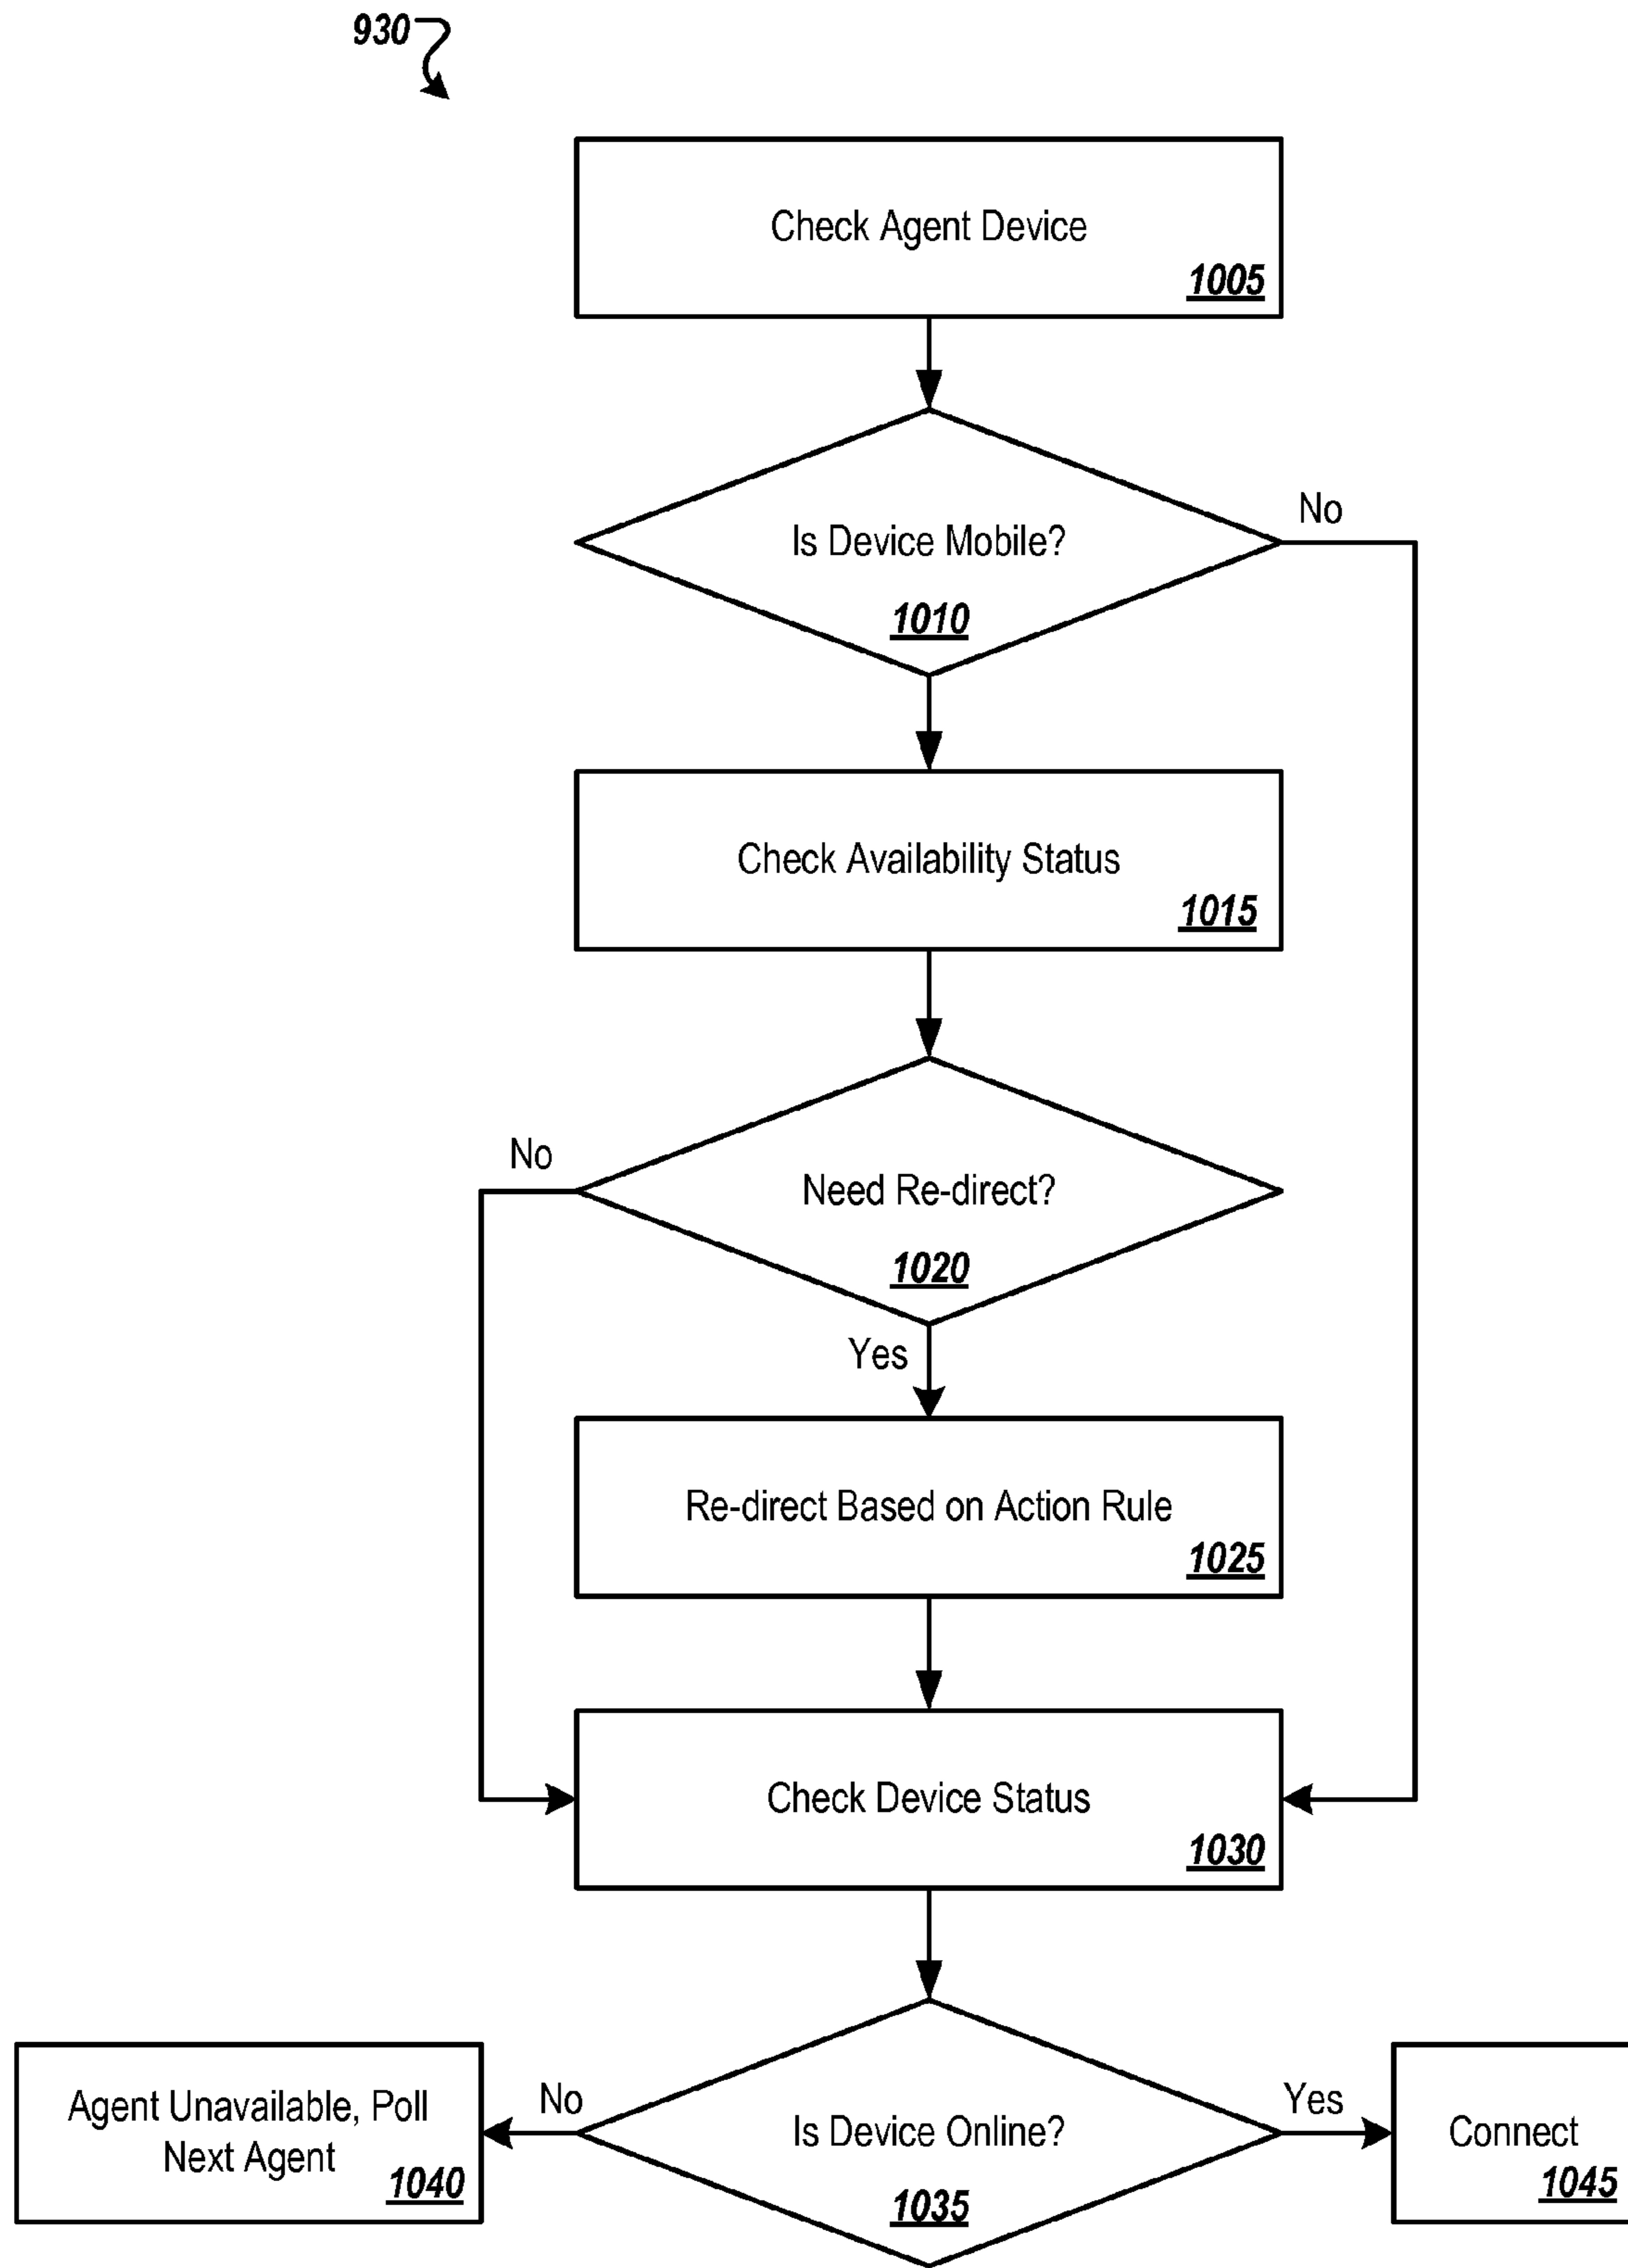 930
Check Agent Device
1005
No
Is Device Mobile?
1010
Check Availability Status
1015
No
Need Re-direct?
1020
Yes
Re-direct Based on Action Rule
1025
Check Device Status
1030
Agent Unavailable, Poll
Next Agent
1040
No
Is Device Online?
1035
Yes
Connect
1045